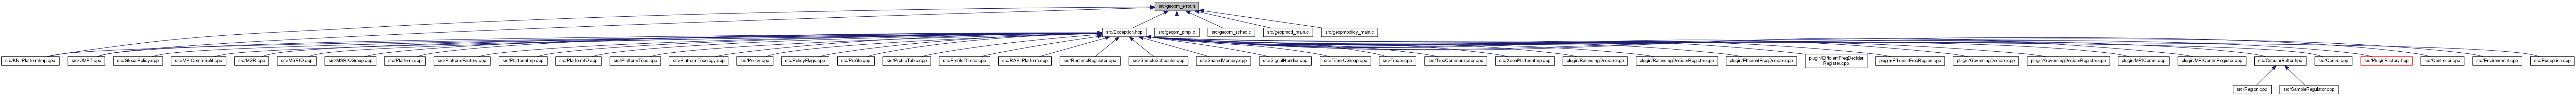 src/geopm_error.h
src/Exception.hpp
src/geopm_pmpi.c
src/geopm_sched.c
src/geopmctl_main.c
src/geopmpolicy_main.c
src/KNLPlatformImp.cpp
src/OMPT.cpp
src/GlobalPolicy.cpp
src/MPICommSplit.cpp
src/MSR.cpp
src/MSRIO.cpp
src/MSRIOGroup.cpp
src/Platform.cpp
src/PlatformFactory.cpp
src/PlatformImp.cpp
src/PlatformIO.cpp
src/PlatformTopo.cpp
src/PlatformTopology.cpp
src/Policy.cpp
src/PolicyFlags.cpp
src/Profile.cpp
src/ProfileTable.cpp
src/ProfileThread.cpp
src/RAPLPlatform.cpp
src/RuntimeRegulator.cpp
src/SampleScheduler.cpp
src/SharedMemory.cpp
src/SignalHandler.cpp
src/TimeIOGroup.cpp
src/Tracer.cpp
src/TreeCommunicator.cpp
src/XeonPlatformImp.cpp
plugin/BalancingDecider.cpp
plugin/BalancingDeciderRegister.cpp
plugin/EfficientFreqDecider.cpp
plugin/EfficientFreqDecider
Register.cpp
plugin/EfficientFreqRegion.cpp
plugin/GoverningDecider.cpp
plugin/GoverningDeciderRegister.cpp
plugin/MPIComm.cpp
plugin/MPICommRegister.cpp
src/CircularBuffer.hpp
src/Comm.cpp
src/PluginFactory.hpp
src/Controller.cpp
src/Environment.cpp
src/Exception.cpp
src/Region.cpp
src/SampleRegulator.cpp